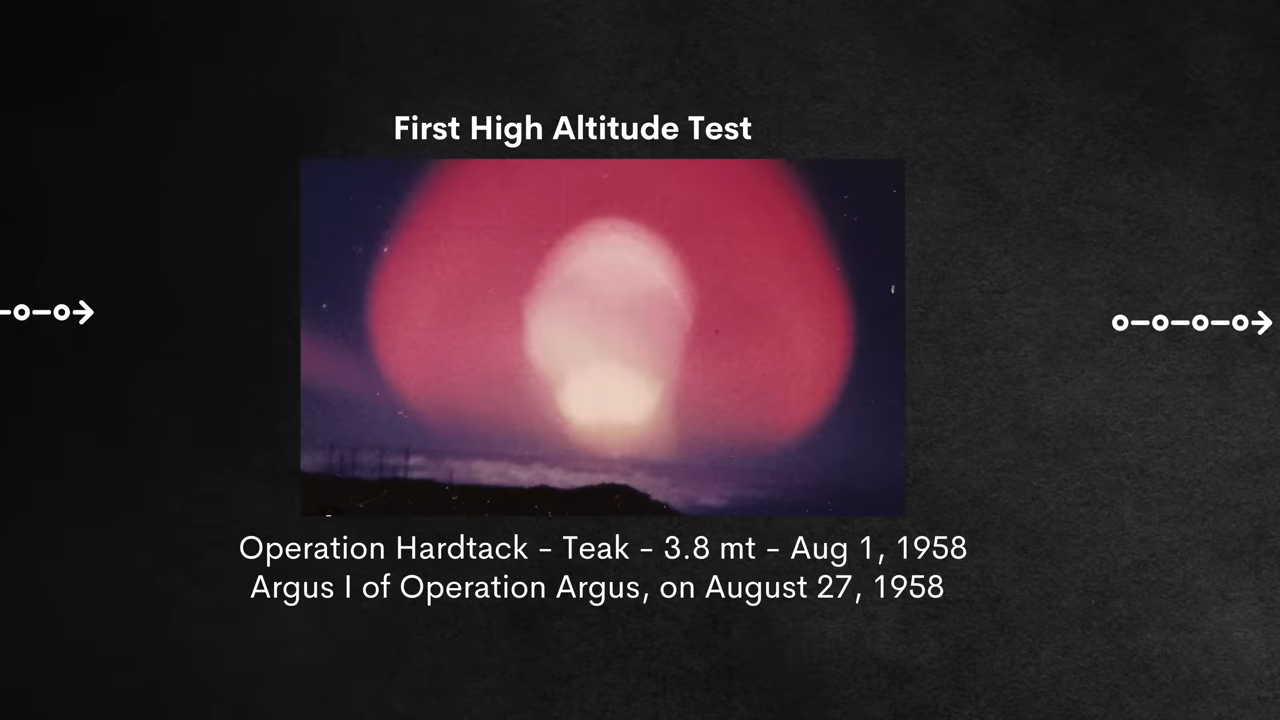 First High Altitude Test
Operation Hardtack - Teak - 3.8 mt - Aug 1, 1958
Argus I of Operation Argus, on August 27, 1958